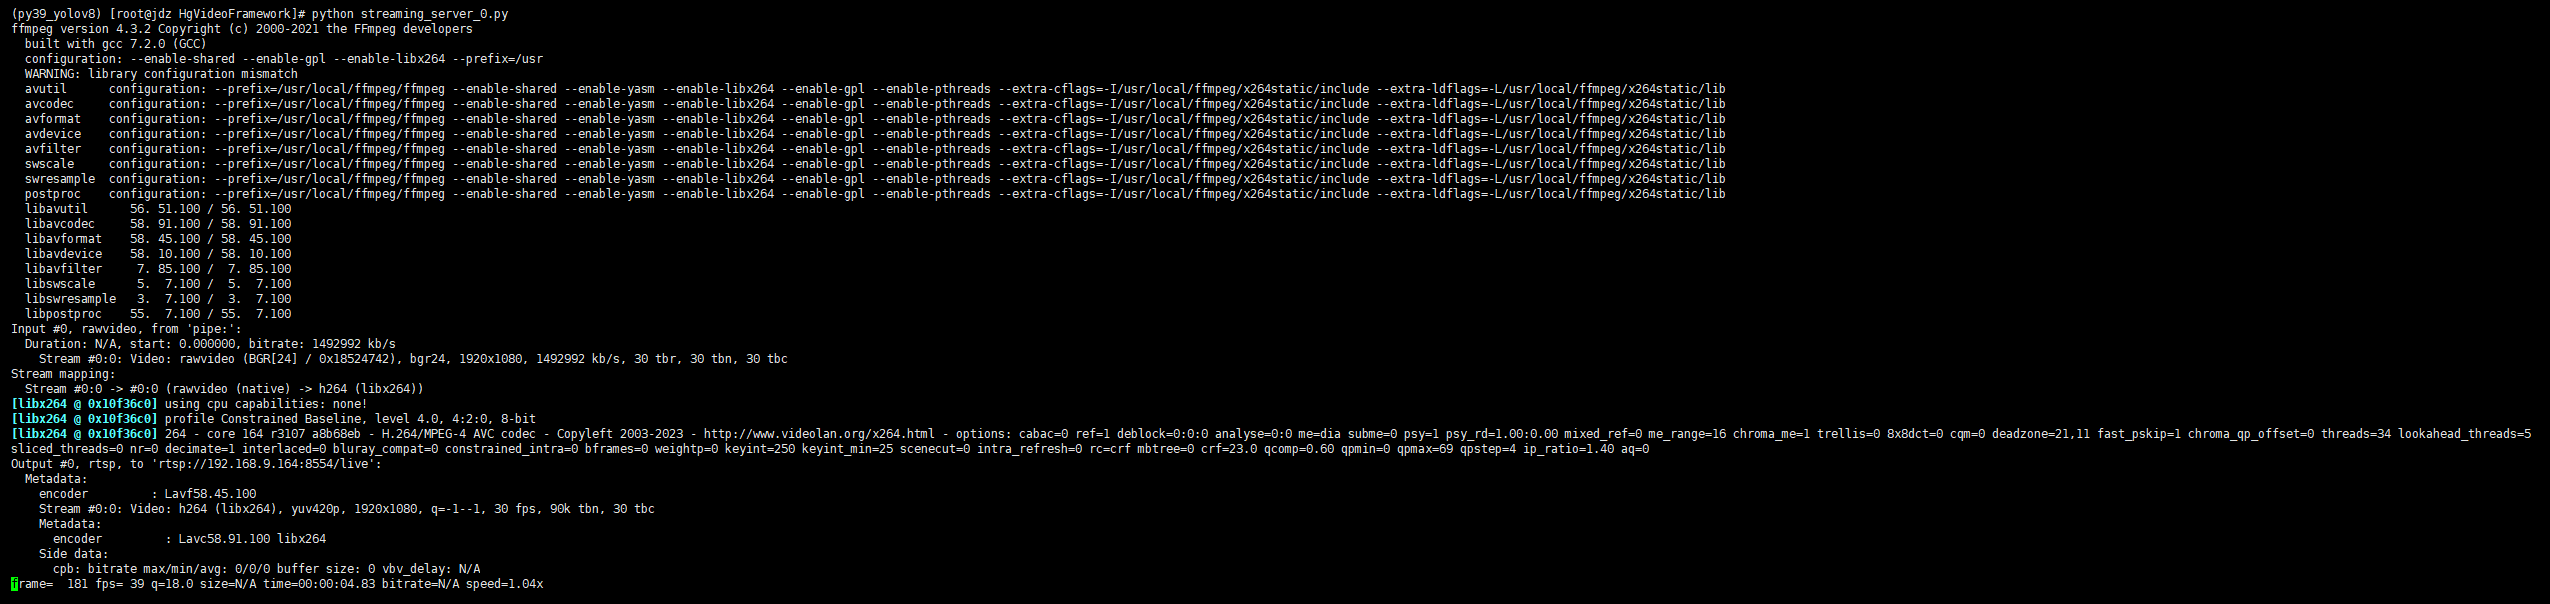 (py39_yolov8) [root@jdz HgVideoFramework]# python streaming_server_0.py
ffmpeg version 4.3.2 Copyright (c) 2000-2021 the FFmpeg developers
  built with gcc 7.2.0 (GCC)
  configuration: --enable-shared --enable-gpl --enable-libx264 --prefix=/usr
  WARNING: library configuration mismatch
  avutil      configuration: --prefix=/usr/local/ffmpeg/ffmpeg --enable-shared --enable-yasm --enable-libx264 --enable-gpl --enable-pthreads --extra-cflags=-I/usr/local/ffmpeg/x264static/include --extra-ldflags=-L/usr/local/ffmpeg/x264static/lib
  avcodec     configuration: --prefix=/usr/local/ffmpeg/ffmpeg --enable-shared --enable-yasm --enable-libx264 --enable-gpl --enable-pthreads --extra-cflags=-I/usr/local/ffmpeg/x264static/include --extra-ldflags=-L/usr/local/ffmpeg/x264static/lib
  avformat    configuration: --prefix=/usr/local/ffmpeg/ffmpeg --enable-shared --enable-yasm --enable-libx264 --enable-gpl --enable-pthreads --extra-cflags=-I/usr/local/ffmpeg/x264static/include --extra-ldflags=-L/usr/local/ffmpeg/x264static/lib
  avdevice    configuration: --prefix=/usr/local/ffmpeg/ffmpeg --enable-shared --enable-yasm --enable-libx264 --enable-gpl --enable-pthreads --extra-cflags=-I/usr/local/ffmpeg/x264static/include --extra-ldflags=-L/usr/local/ffmpeg/x264static/lib
  avfilter    configuration: --prefix=/usr/local/ffmpeg/ffmpeg --enable-shared --enable-yasm --enable-libx264 --enable-gpl --enable-pthreads --extra-cflags=-I/usr/local/ffmpeg/x264static/include --extra-ldflags=-L/usr/local/ffmpeg/x264static/lib
  swscale     configuration: --prefix=/usr/local/ffmpeg/ffmpeg --enable-shared --enable-yasm --enable-libx264 --enable-gpl --enable-pthreads --extra-cflags=-I/usr/local/ffmpeg/x264static/include --extra-ldflags=-L/usr/local/ffmpeg/x264static/lib
  swresample  configuration: --prefix=/usr/local/ffmpeg/ffmpeg --enable-shared --enable-yasm --enable-libx264 --enable-gpl --enable-pthreads --extra-cflags=-I/usr/local/ffmpeg/x264static/include --extra-ldflags=-L/usr/local/ffmpeg/x264static/lib
  postproc    configuration: --prefix=/usr/local/ffmpeg/ffmpeg --enable-shared --enable-yasm --enable-libx264 --enable-gpl --enable-pthreads --extra-cflags=-I/usr/local/ffmpeg/x264static/include --extra-ldflags=-L/usr/local/ffmpeg/x264static/lib
  libavutil      56. 51.100 / 56. 51.100
  libavcodec     58. 91.100 / 58. 91.100
  libavformat    58. 45.100 / 58. 45.100
  libavdevice    58. 10.100 / 58. 10.100
  libavfilter     7. 85.100 /  7. 85.100
  libswscale      5.  7.100 /  5.  7.100
  libswresample   3.  7.100 /  3.  7.100
  libpostproc    55.  7.100 / 55.  7.100
Input #0, rawvideo, from 'pipe:':
  Duration: N/A, start: 0.000000, bitrate: 1492992 kb/s
    Stream #0:0: Video: rawvideo (BGR[24] / 0x18524742), bgr24, 1920x1080, 1492992 kb/s, 30 tbr, 30 tbn, 30 tbc
Stream mapping:
  Stream #0:0 -> #0:0 (rawvideo (native) -> h264 (libx264))
[libx264 @ 0x10f36c0] using cpu capabilities: none!
[libx264 @ 0x10f36c0] profile Constrained Baseline, level 4.0, 4:2:0, 8-bit
[libx264 @ 0x10f36c0] 264 - core 164 r3107 a8b68eb - H.264/MPEG-4 AVC codec - Copyleft 2003-2023 - http://www.videolan.org/x264.html - options: cabac=0 ref=1 deblock=0:0:0 analyse=0:0 me=dia subme=0 psy=1 psy_rd=1.00:0.00 mixed_ref=0 me_range=16 chroma_me=1 trellis=0 8x8dct=0 cqm=0 deadzone=21,11 fast_pskip=1 chroma_qp_offset=0 threads=34 lookahead_threads=5
sliced_threads=0 nr=0 decimate=1 interlaced=0 bluray_compat=0 constrained_intra=0 bframes=0 weightp=0 keyint=250 keyint_min=25 scenecut=0 intra_refresh=0 rc=crf mbtree=0 crf=23.0 qcomp=0.60 qpmin=0 qpmax=69 qpstep=4 ip_ratio=1.40 aq=0
Output #0, rtsp, to 'rtsp://192.168.9.164:8554/live':
  Metadata:
    encoder         : Lavf58.45.100
    Stream #0:0: Video: h264 (libx264), yuv420p, 1920x1080, q=-1--1, 30 fps, 90k tbn, 30 tbc
    Metadata:
      encoder         : Lavc58.91.100 libx264
    Side data:
      cpb: bitrate max/min/avg: 0/0/0 buffer size: 0 vbv_delay: N/A
frame=  181 fps= 39 q=18.0 size=N/A time=00:00:04.83 bitrate=N/A speed=1.04x